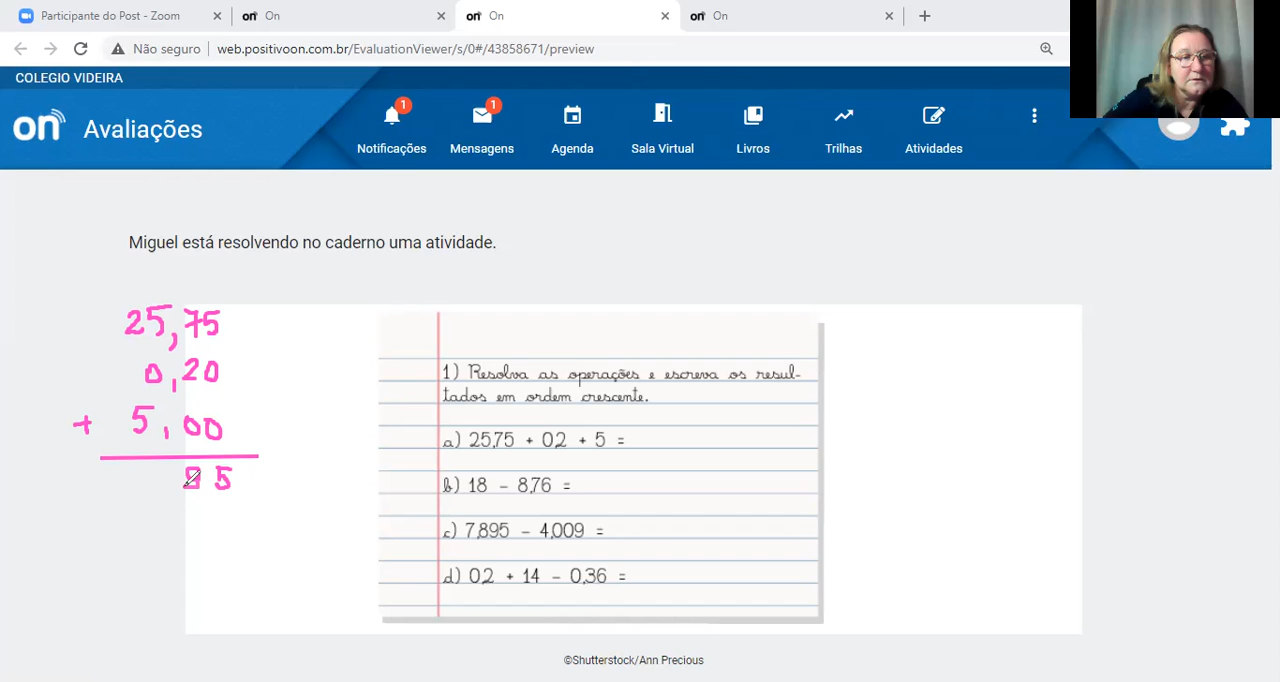 Participante do Post - Zoom
On
On
On
Não seguro
web.positivoon.com.br/EvaluationViewer/s/0#/43858671/preview
COLEGIO VIDEIRA
on
Avaliações
1
1
Notificações
Mensagens
Agenda
Sala Virtual
Livros
Trilhas
Atividades
Miguel está resolvendo no caderno uma atividade.
25,75
0,20
+ 5,00
95
1) Resolva as operações e escreva os resul-
tados em ordem crescente.
a) 25,75 + 0,2 + 5 =
b) 18 - 8,76 =
c) 7,895 - 4,009 =
d) 0,2 + 14 - 0,36 =
©Shutterstock/Ann Precious